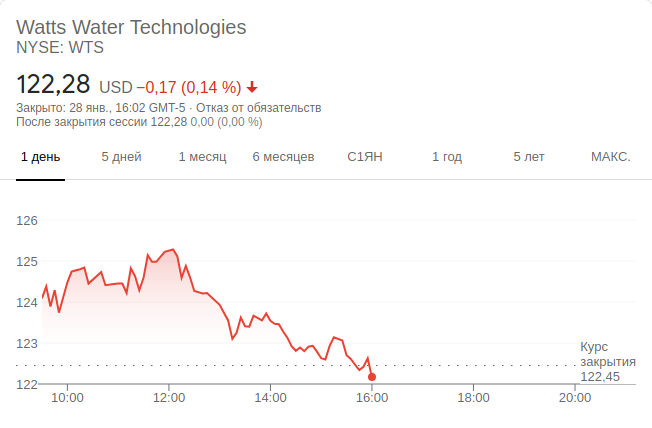 Watts Water Technologies
NYSE: WTS
122,28 USD −0,17 (0,14 %)
Закрыто: 28 янв., 16:02 GMT-5 · Отказ от обязательств
После закрытия сессии 122,28 0,00 (0,00 %)
1 день 5 дней 1 месяц 6 месяцев С1ЯН 1 год 5 лет МАКС.
126
125
124
123
Курс
закрытия
122,45
122
10:00 12:00 14:00 16:00 18:00 20:00